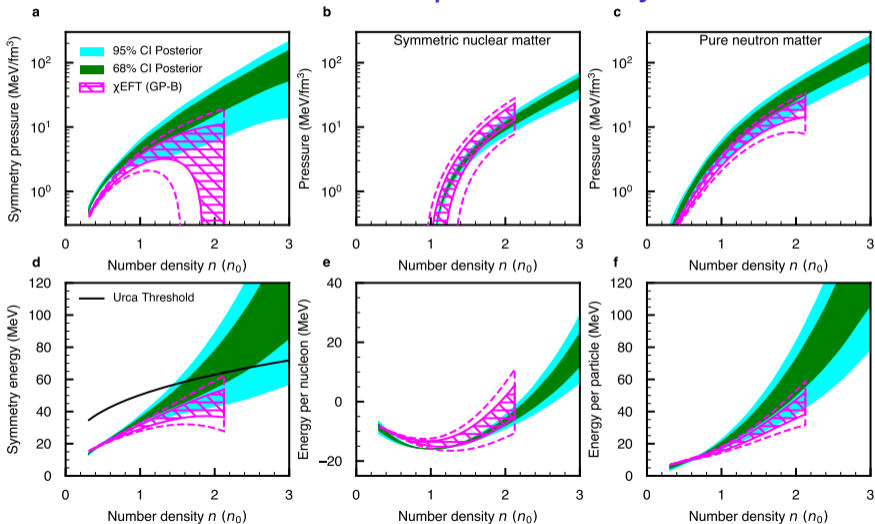 a
b
c
95% CI Posterior
68% CI Posterior
χEFT (GP-B)
Symmetric nuclear matter
Pure neutron matter
Symmetry pressure (MeV/fm³)
10²
10¹
10⁰
0 1 2 3
Number density n (n₀)
Pressure (MeV/fm³)
10²
10¹
10⁰
0 1 2 3
Number density n (n₀)
Pressure (MeV/fm³)
10²
10¹
10⁰
0 1 2 3
Number density n (n₀)
d
e
f
Urca Threshold
Symmetry energy (MeV)
120
100
80
60
40
20
0
0 1 2 3
Number density n (n₀)
Energy per nucleon (MeV)
40
20
0
−20
0 1 2 3
Number density n (n₀)
Energy per particle (MeV)
120
100
80
60
40
20
0
0 1 2 3
Number density n (n₀)